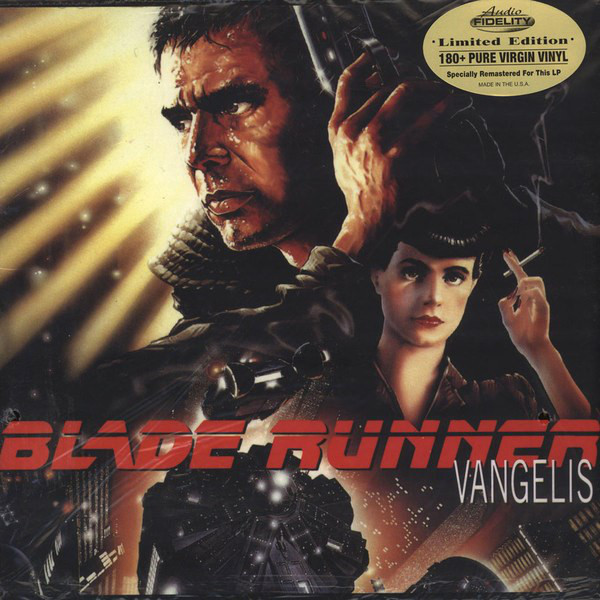 Audio
FIDELITY
· Limited Edition ·
180+ PURE VIRGIN VINYL
Specially Remastered For This LP
MADE IN THE U.S.A.
BLADE RUNNER
VANGELIS